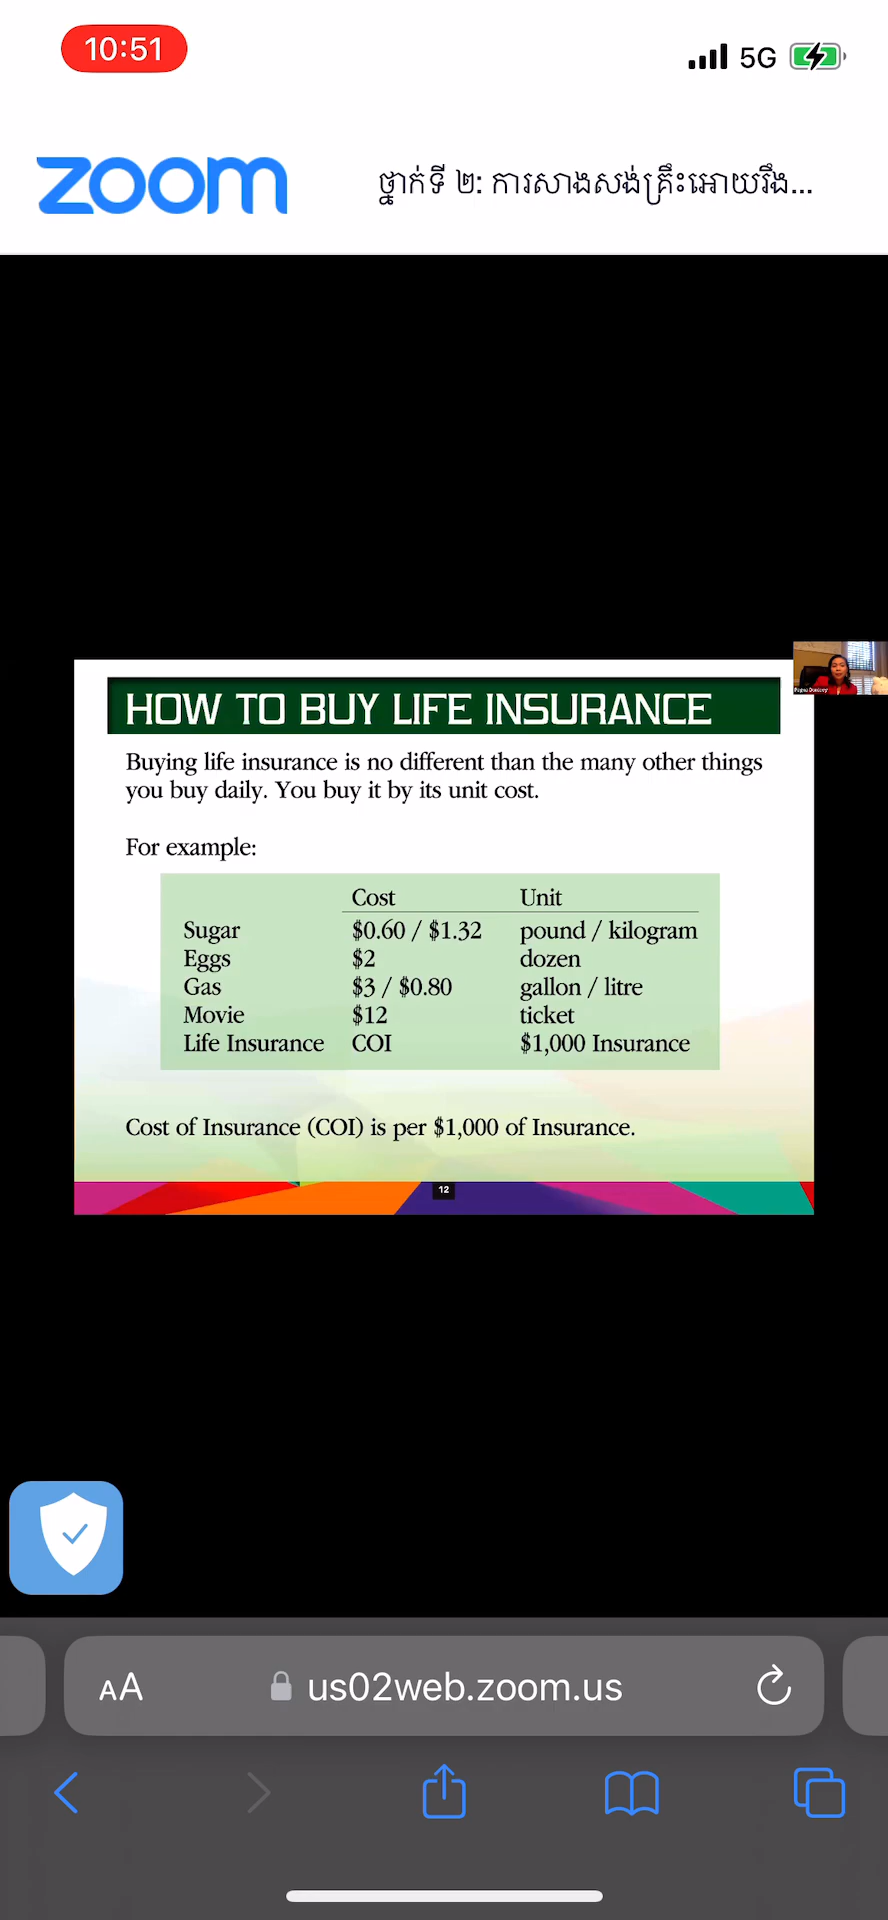 10:51
5G
zoom
ថ្នាក់ទី ២: ការសាងសង់គ្រឹះអោយរឹង...
HOW TO BUY LIFE INSURANCE
Buying life insurance is no different than the many other things
you buy daily. You buy it by its unit cost.
For example:
Cost Unit
Sugar $0.60 / $1.32 pound / kilogram
Eggs $2 dozen
Gas $3 / $0.80 gallon / litre
Movie $12 ticket
Life Insurance COI $1,000 Insurance
Cost of Insurance (COI) is per $1,000 of Insurance.
12
AA us02web.zoom.us